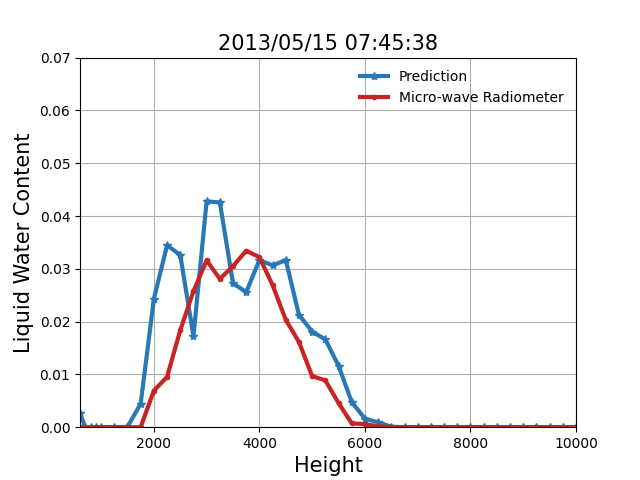 2013/05/15 07:45:38
0.07
0.06
0.05
0.04
0.03
0.02
0.01
0.00
Liquid Water Content
Prediction
Micro-wave Radiometer
2000 4000 6000 8000 10000
Height